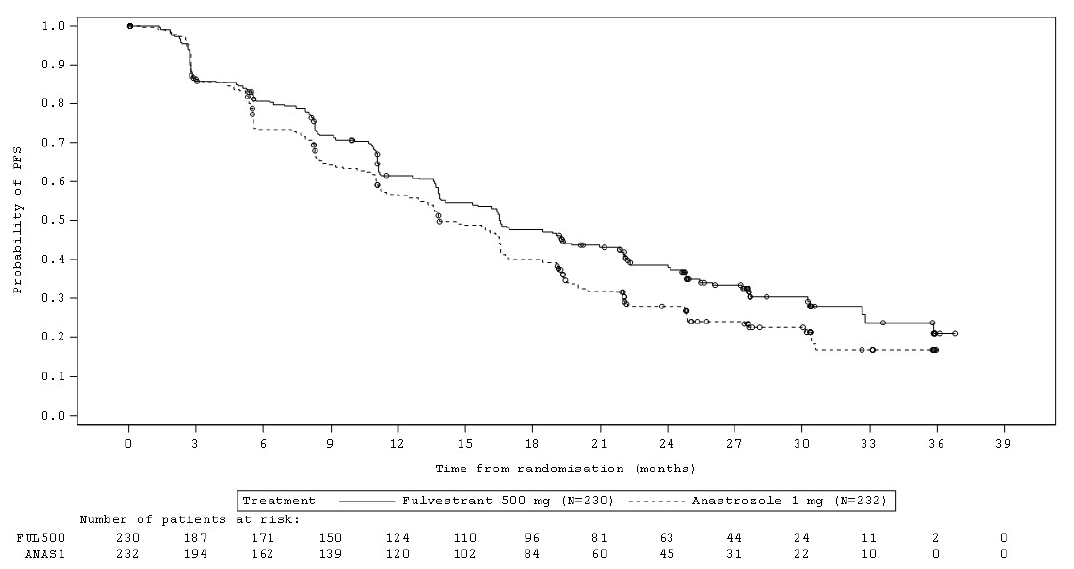 1.0
0.9
0.8
0.7
0.6
0.5
0.4
0.3
0.2
0.1
0.0
Probability of PFS
0 3 6 9 12 15 18 21 24 27 30 33 36 39
Time from randomisation (months)
Treatment Fulvestrant 500 mg (N=230) Anastrozole 1 mg (N=232)
Number of patients at risk:
FUL500 230 187 171 150 124 110 96 81 63 44 24 11 2 0
ANAS1 232 194 162 139 120 102 84 60 45 31 22 10 0 0